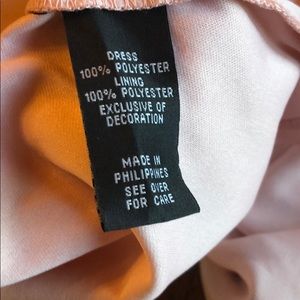 DRESS
100% POLYESTER
LINING
100% POLYESTER
EXCLUSIVE OF
DECORATION
MADE IN
PHILIPPINES
SEE OVER
FOR CARE